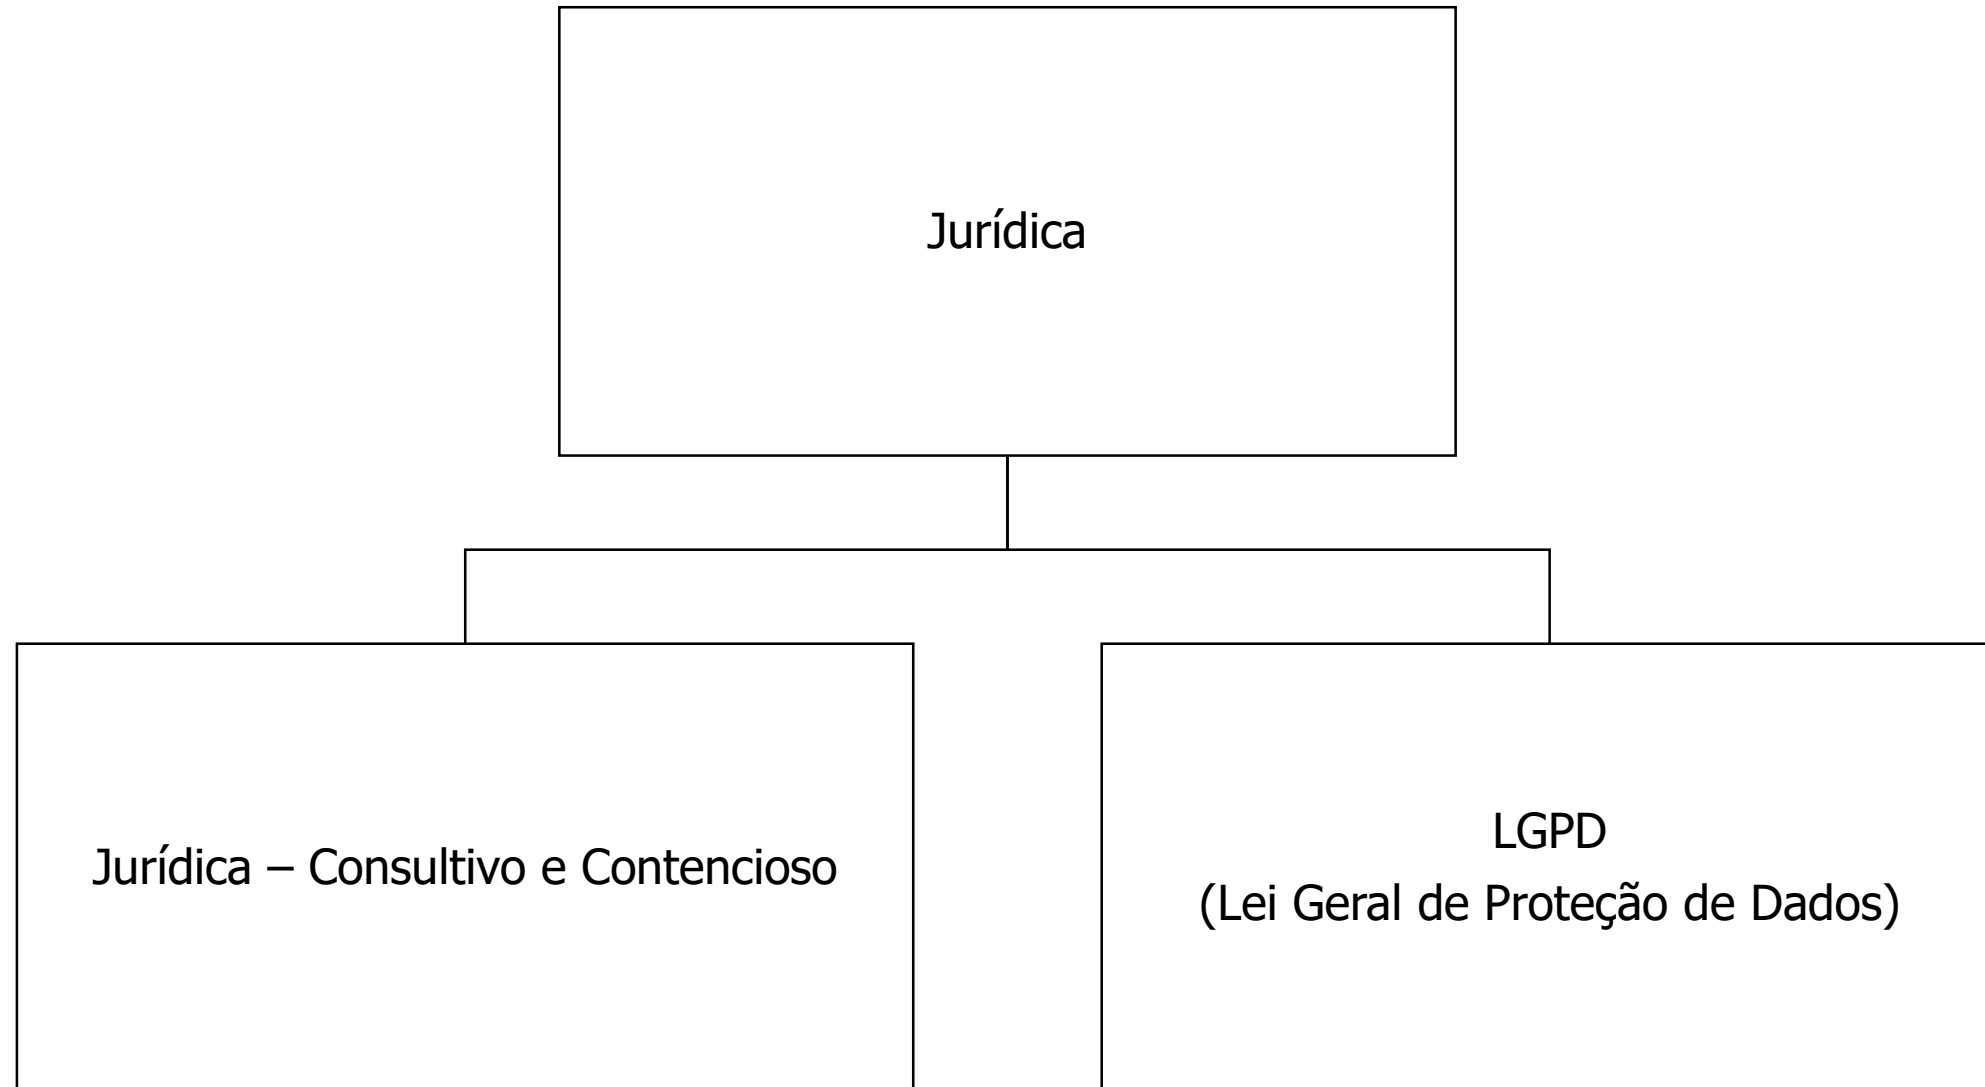 Jurídica
Jurídica – Consultivo e Contencioso
LGPD
(Lei Geral de Proteção de Dados)